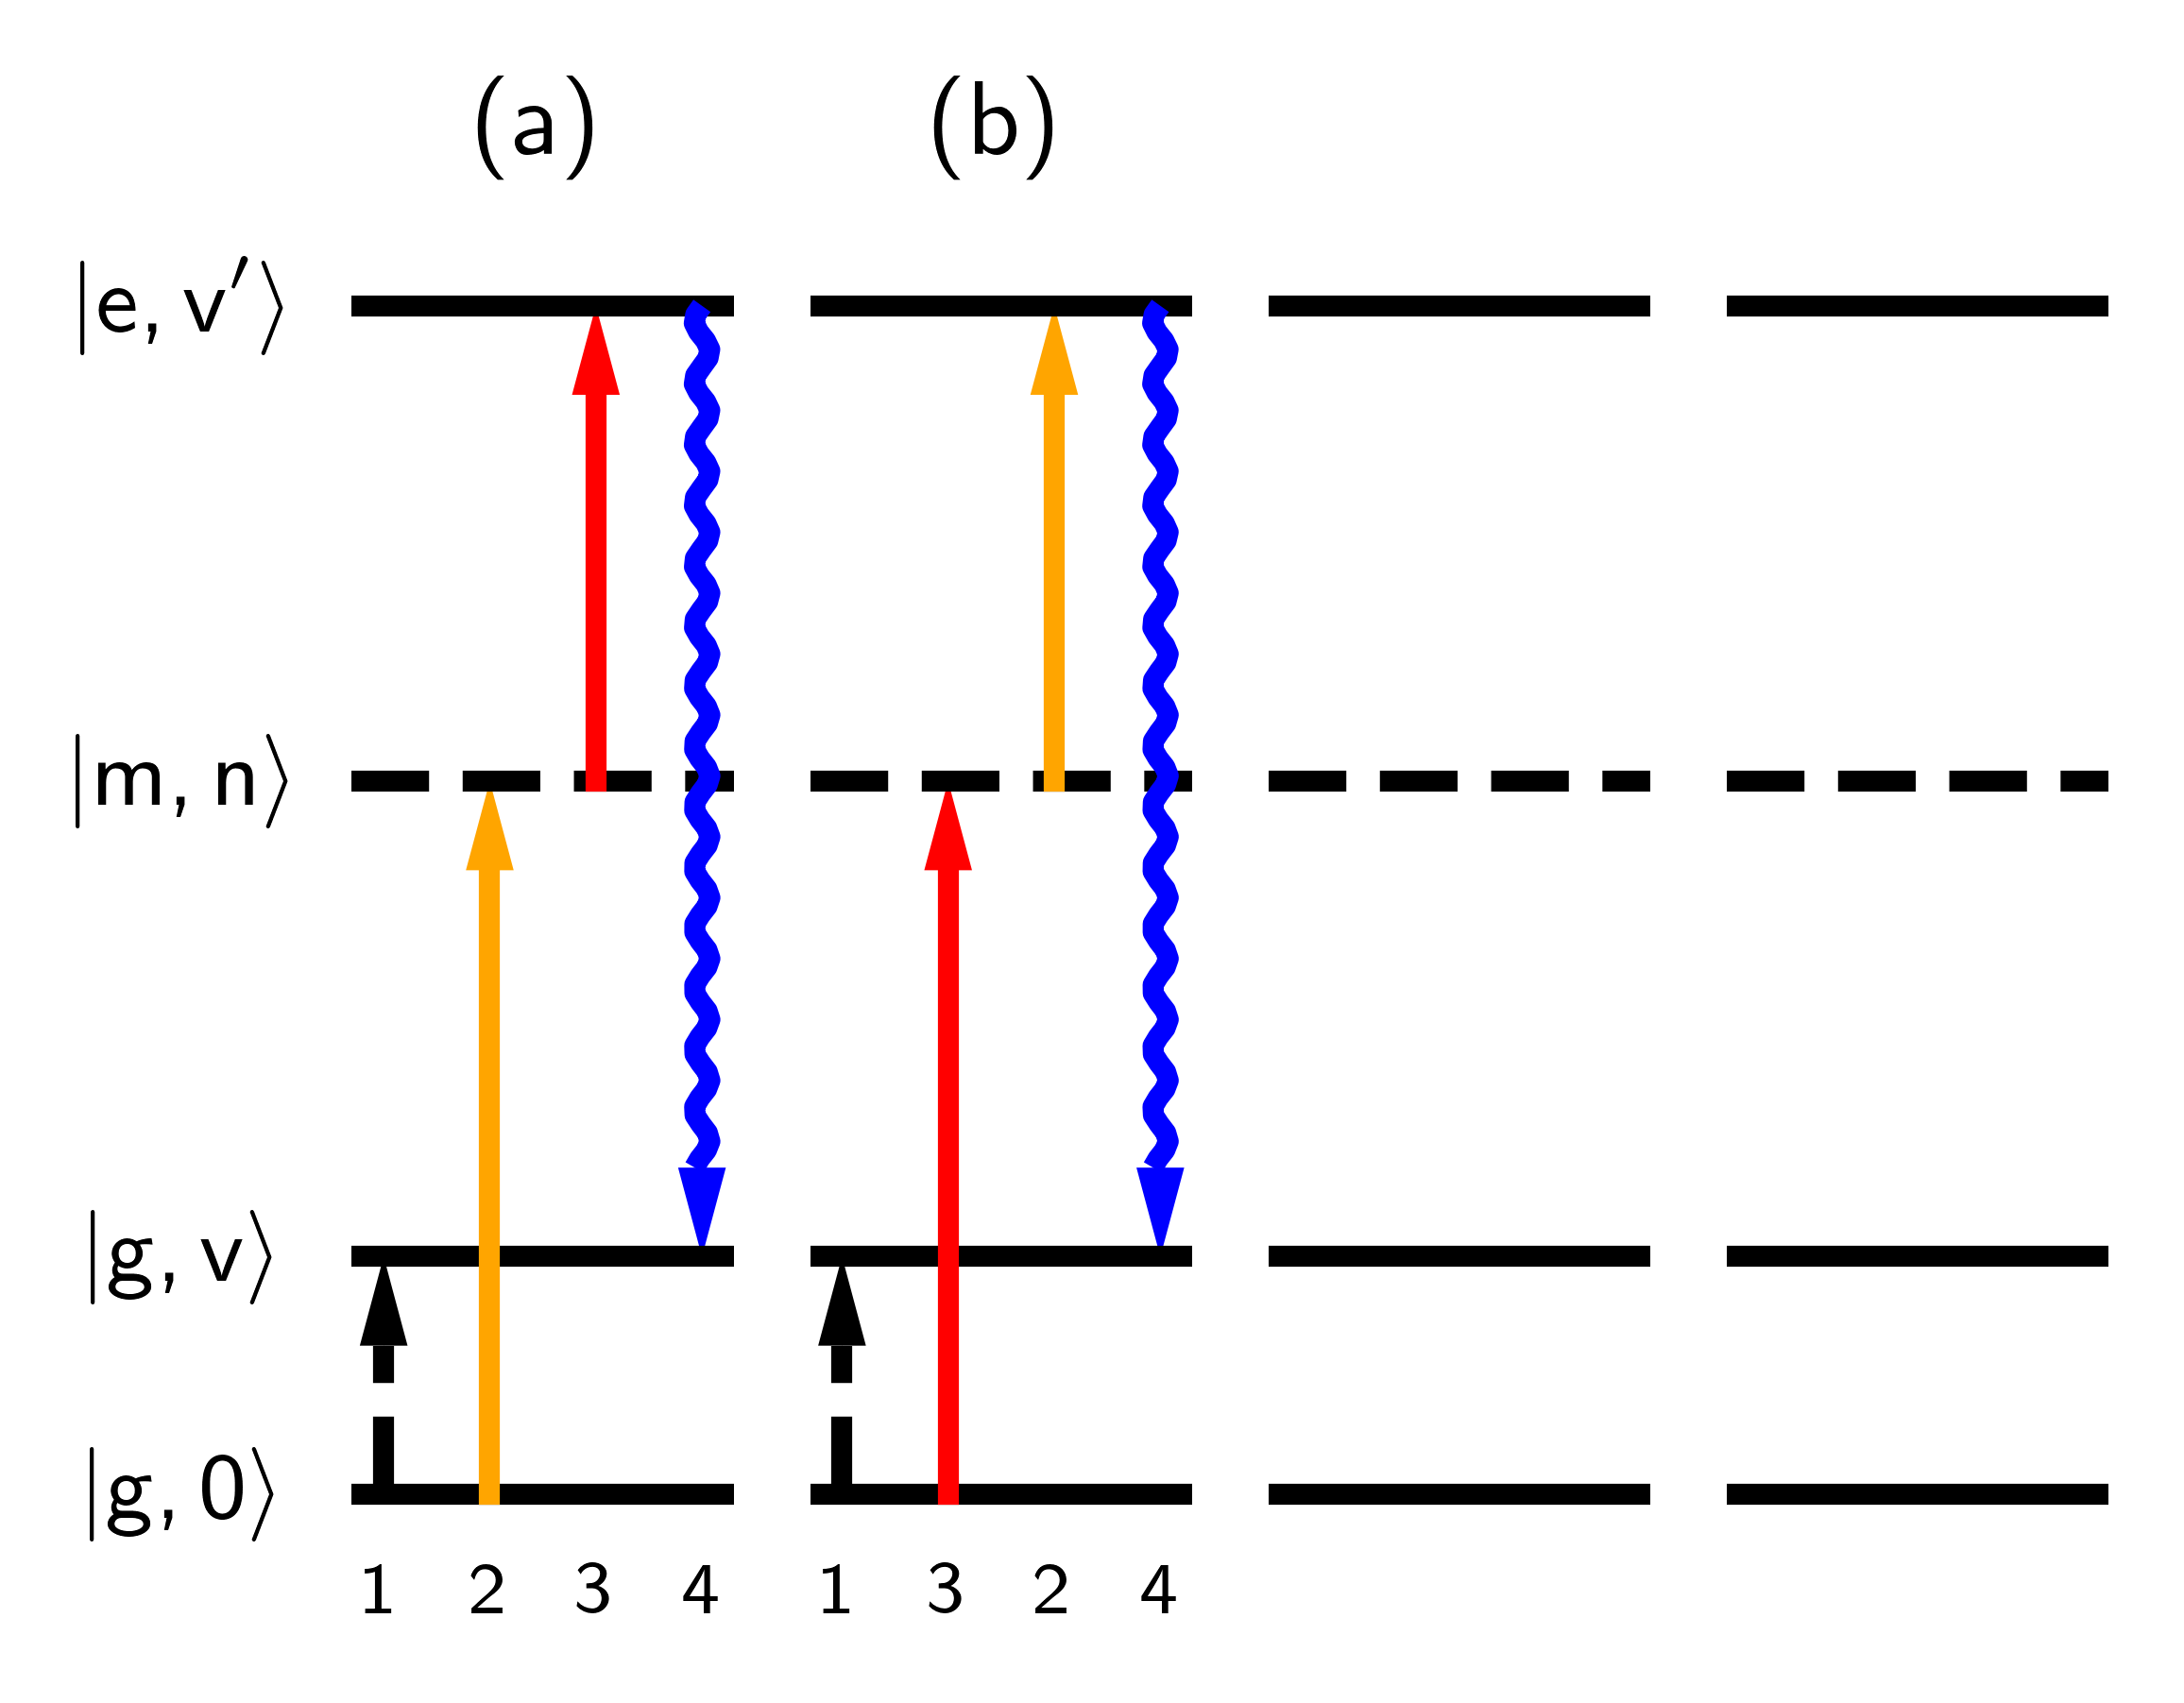 (a) (b)
|e, v′⟩
|m, n⟩
|g, v⟩
|g, 0⟩
1 2 3 4 1 3 2 4